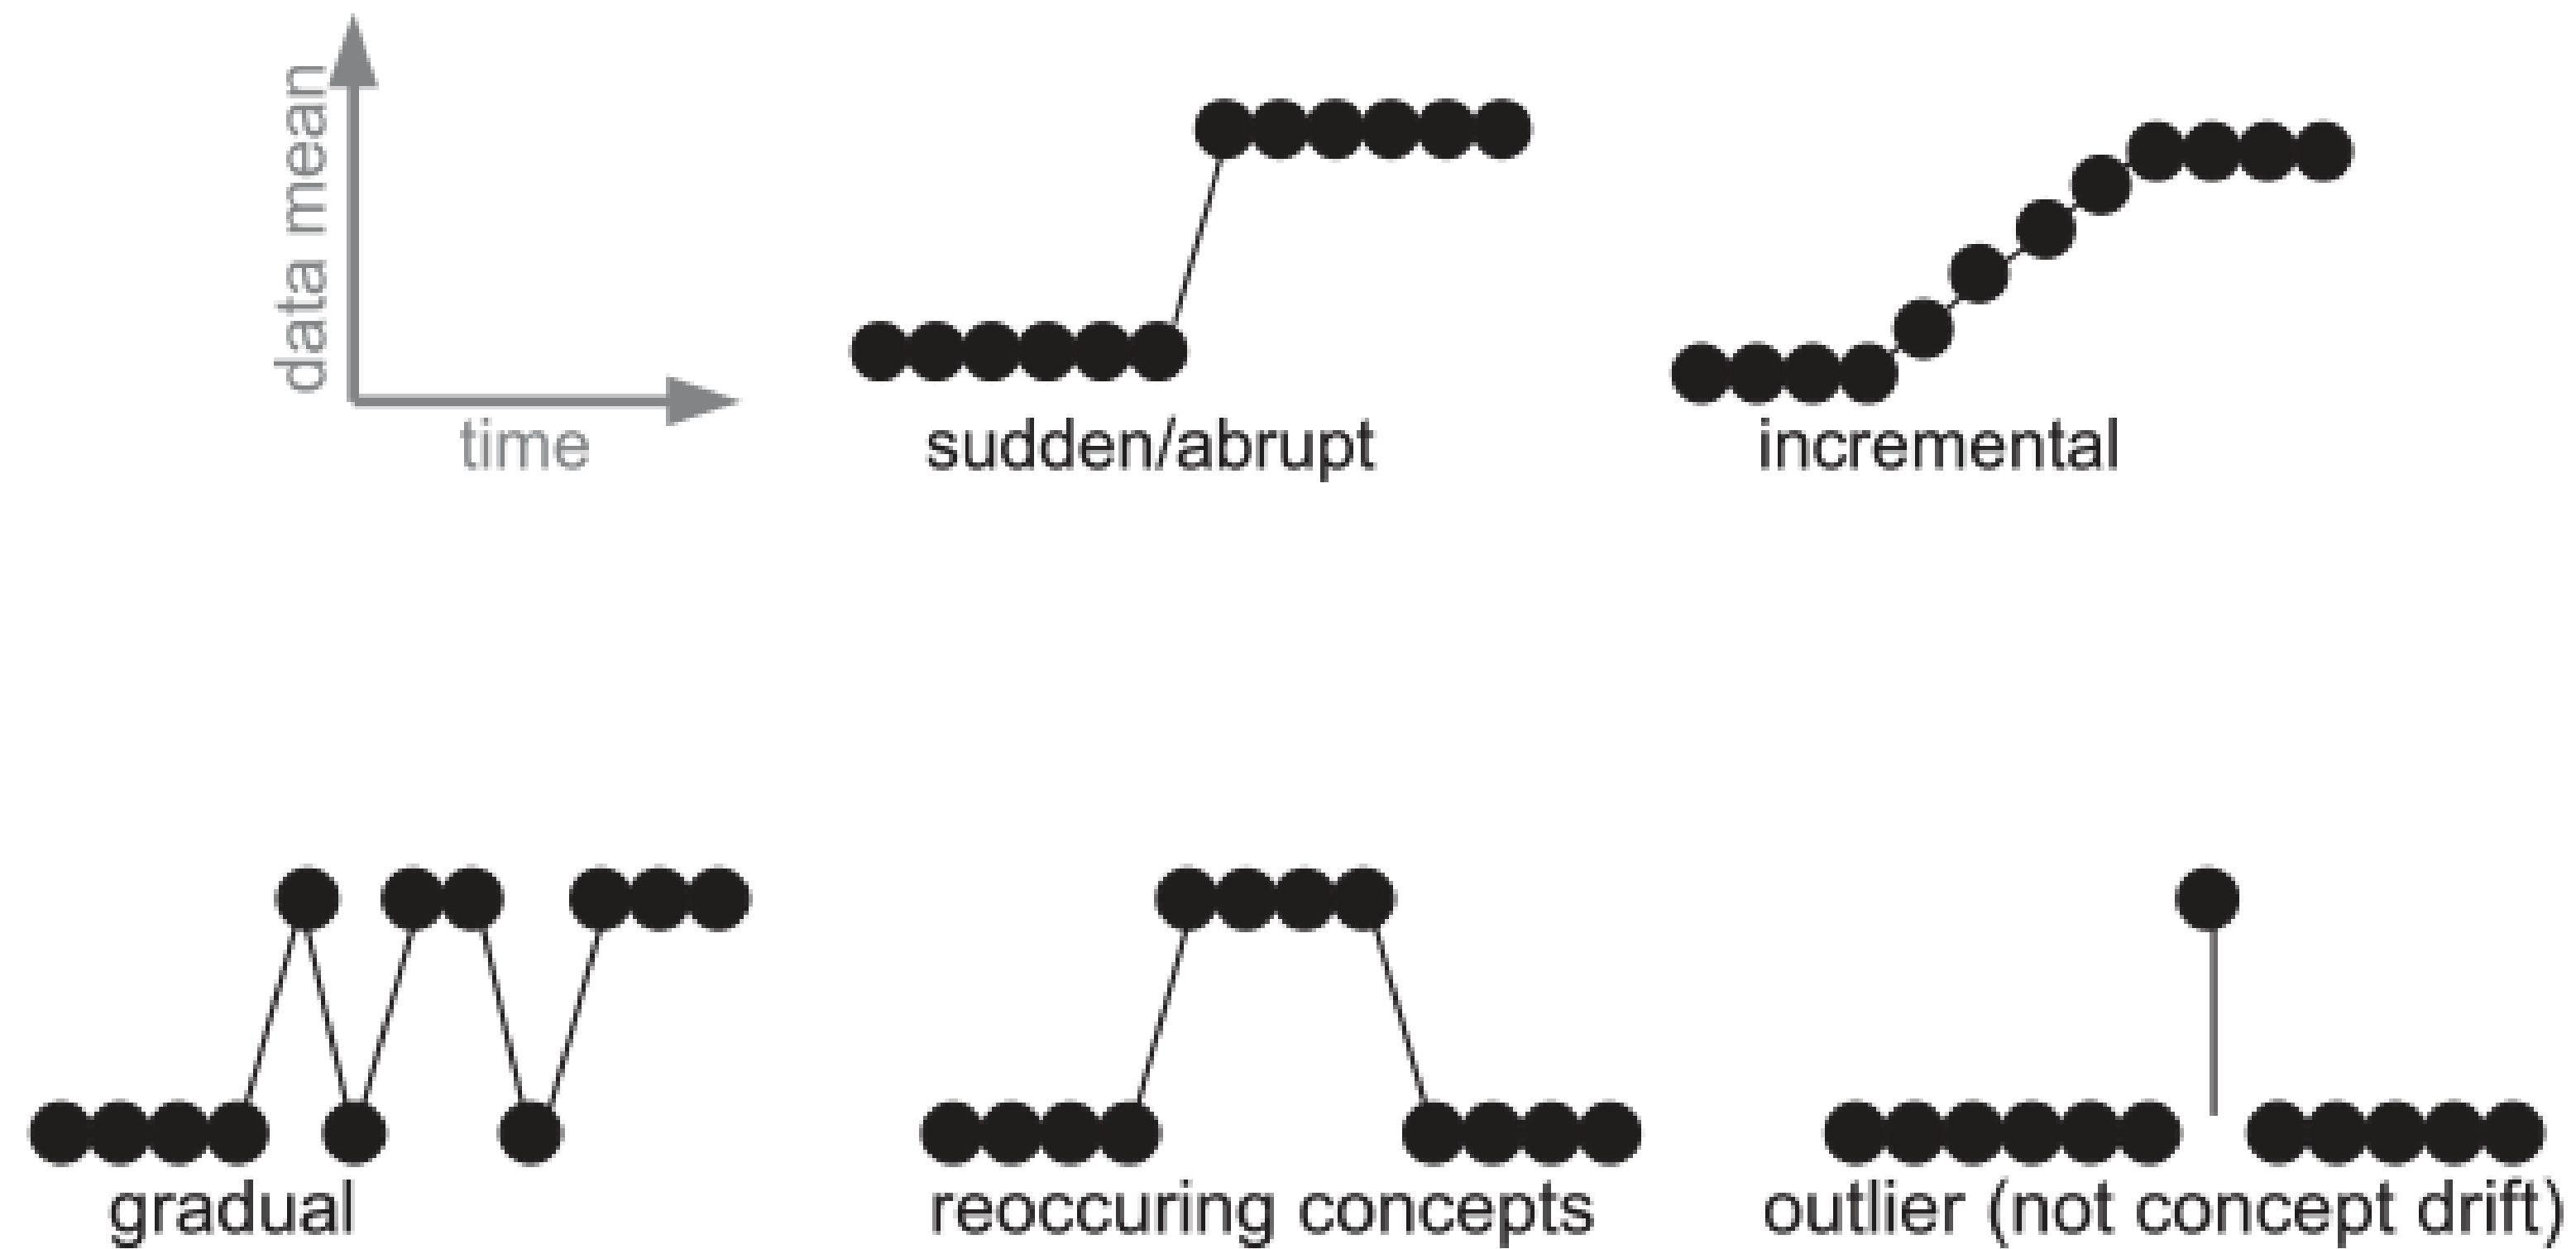 data mean
time
sudden/abrupt
incremental
gradual
reoccuring concepts
outlier (not concept drift)